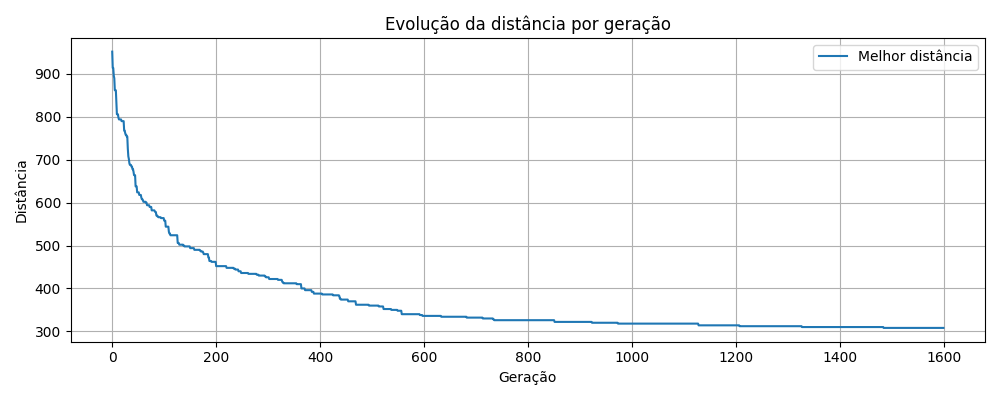 Evolução da distância por geração
Melhor distância
Distância
900
800
700
600
500
400
300
0 200 400 600 800 1000 1200 1400 1600
Geração